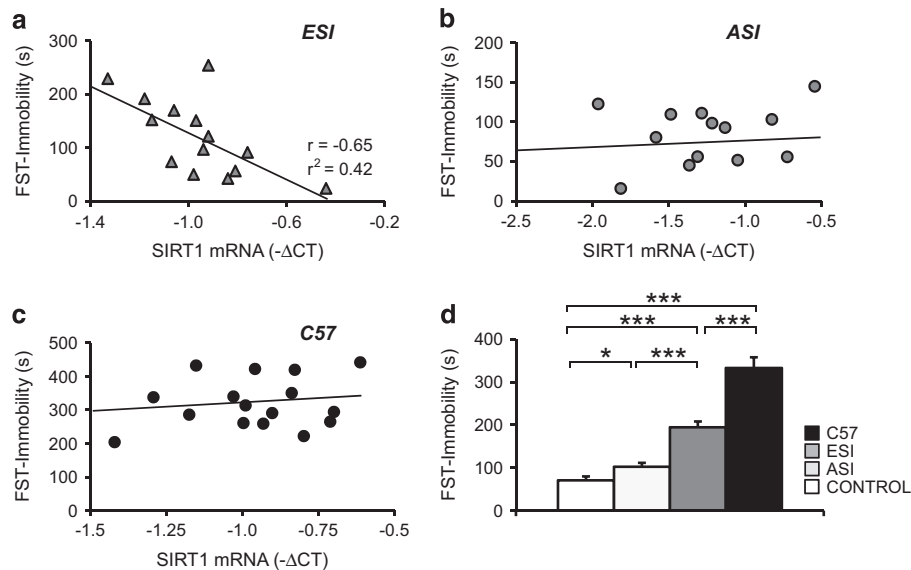 a
ESI
FST-Immobility (s)
300
200
100
0
r = -0.65
r² = 0.42
-1.4
-1.0
-0.6
-0.2
SIRT1 mRNA (-ΔCT)
b
ASI
FST-Immobility (s)
200
150
100
50
0
-2.5
-2.0
-1.5
-1.0
-0.5
SIRT1 mRNA (-ΔCT)
c
C57
FST-Immobility (s)
500
400
300
200
100
0
-1.5
-1.25
-1.0
-0.75
-0.5
SIRT1 mRNA (-ΔCT)
d
***
*** ***
* ***
FST-Immobility (s)
400
300
200
100
0
C57
ESI
ASI
CONTROL